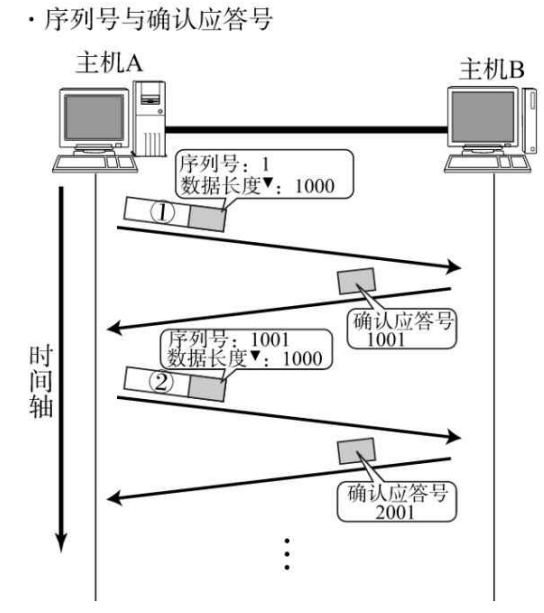 ·序列号与确认应答号
主机A
主机B
序列号：1
数据长度▼：1000
①
确认应答号
1001
序列号：1001
数据长度▼：1000
②
时间轴
确认应答号
2001
⋮